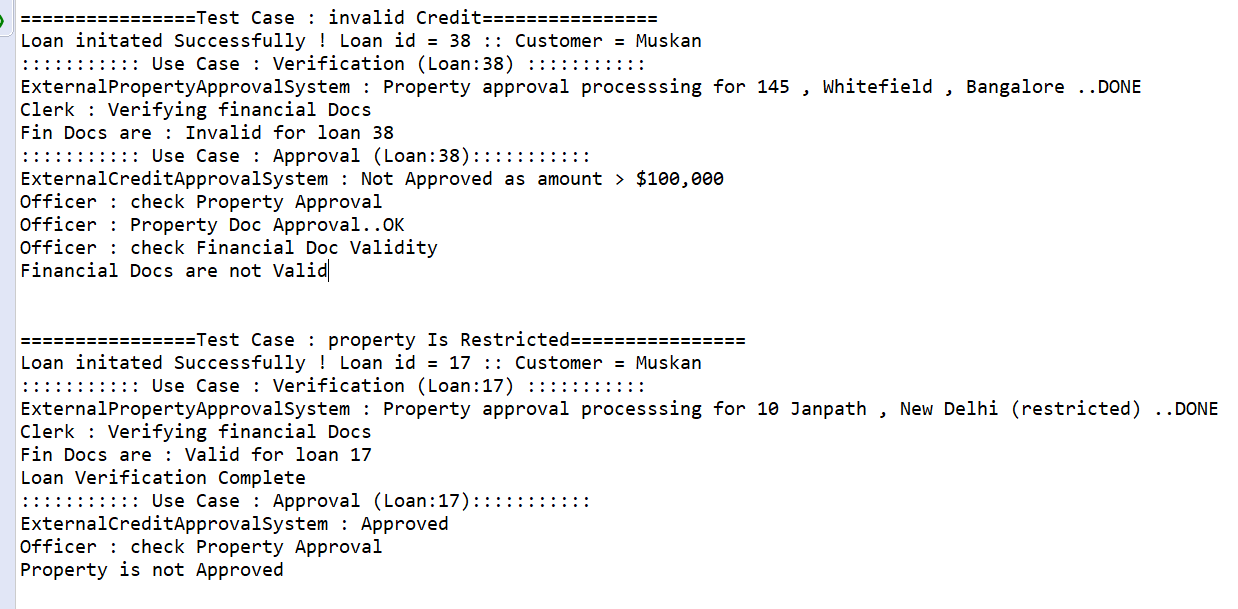 ================Test Case : invalid Credit================
Loan initated Successfully ! Loan id = 38 :: Customer = Muskan
::::::::::: Use Case : Verification (Loan:38) :::::::::::
ExternalPropertyApprovalSystem : Property approval processsing for 145 , Whitefield , Bangalore ..DONE
Clerk : Verifying financial Docs
Fin Docs are : Invalid for loan 38
::::::::::: Use Case : Approval (Loan:38):::::::::::
ExternalCreditApprovalSystem : Not Approved as amount > $100,000
Officer : check Property Approval
Officer : Property Doc Approval..OK
Officer : check Financial Doc Validity
Financial Docs are not Valid
================Test Case : property Is Restricted================
Loan initated Successfully ! Loan id = 17 :: Customer = Muskan
::::::::::: Use Case : Verification (Loan:17) :::::::::::
ExternalPropertyApprovalSystem : Property approval processsing for 10 Janpath , New Delhi (restricted) ..DONE
Clerk : Verifying financial Docs
Fin Docs are : Valid for loan 17
Loan Verification Complete
::::::::::: Use Case : Approval (Loan:17):::::::::::
ExternalCreditApprovalSystem : Approved
Officer : check Property Approval
Property is not Approved